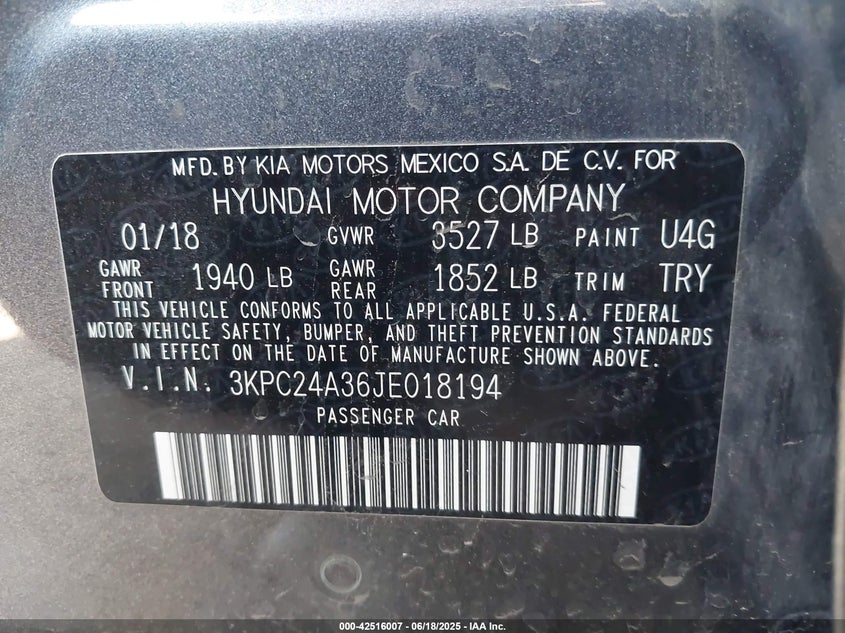 MFD. BY KIA MOTORS MEXICO S.A. DE C.V. FOR
HYUNDAI MOTOR COMPANY
01/18 GVWR 3527 LB PAINT U4G
GAWR FRONT 1940 LB GAWR REAR 1852 LB TRIM TRY
THIS VEHICLE CONFORMS TO ALL APPLICABLE U.S.A. FEDERAL
MOTOR VEHICLE SAFETY, BUMPER, AND THEFT PREVENTION STANDARDS
IN EFFECT ON THE DATE OF MANUFACTURE SHOWN ABOVE.
V.I.N. 3KPC24A36JE018194
PASSENGER CAR
000-42516007 - 06/18/2025 - IAA Inc.